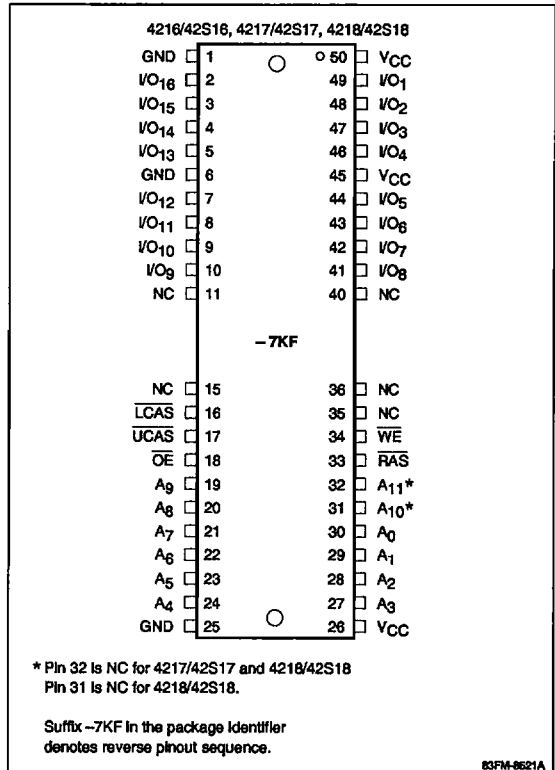 4216/42S16, 4217/42S17, 4218/42S18
GND 1 50 VCC
I/O16 2 49 I/O1
I/O15 3 48 I/O2
I/O14 4 47 I/O3
I/O13 5 46 I/O4
GND 6 45 VCC
I/O12 7 44 I/O5
I/O11 8 43 I/O6
I/O10 9 42 I/O7
I/O9 10 41 I/O8
NC 11 40 NC
–7KF
NC 15 36 NC
LCAS 16 35 NC
UCAS 17 34 WE
OE 18 33 RAS
A9 19 32 A11*
A8 20 31 A10*
A7 21 30 A0
A6 22 29 A1
A5 23 28 A2
A4 24 27 A3
GND 25 26 VCC
* Pin 32 is NC for 4217/42S17 and 4218/42S18
Pin 31 is NC for 4218/42S18.
Suffix –7KF in the package identifier
denotes reverse pinout sequence.
83FM-8521A